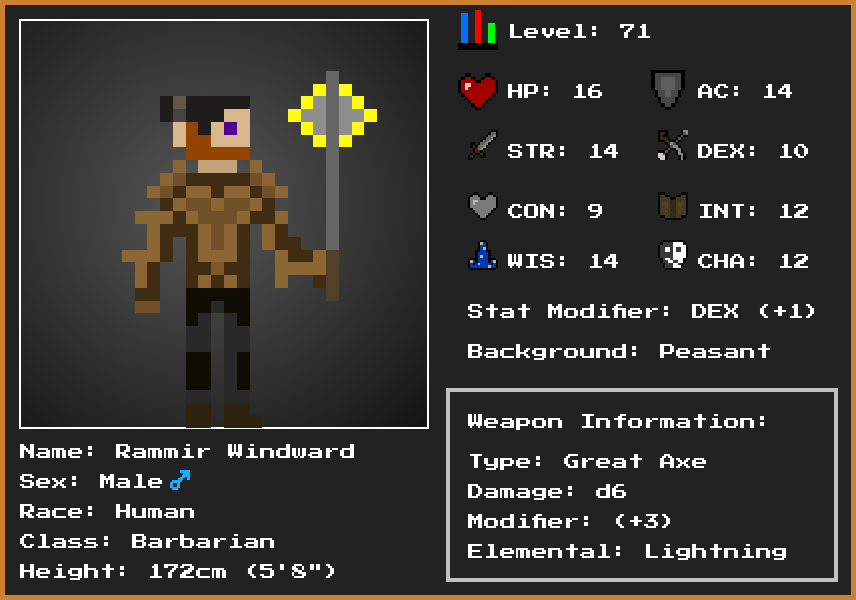 Level: 71
HP: 16 AC: 14
STR: 14 DEX: 10
CON: 9 INT: 12
WIS: 14 CHA: 12
Stat Modifier: DEX (+1)
Background: Peasant
Name: Rammir Windward
Sex: Male♂
Race: Human
Class: Barbarian
Height: 172cm (5'8")
Weapon Information:
Type: Great Axe
Damage: d6
Modifier: (+3)
Elemental: Lightning